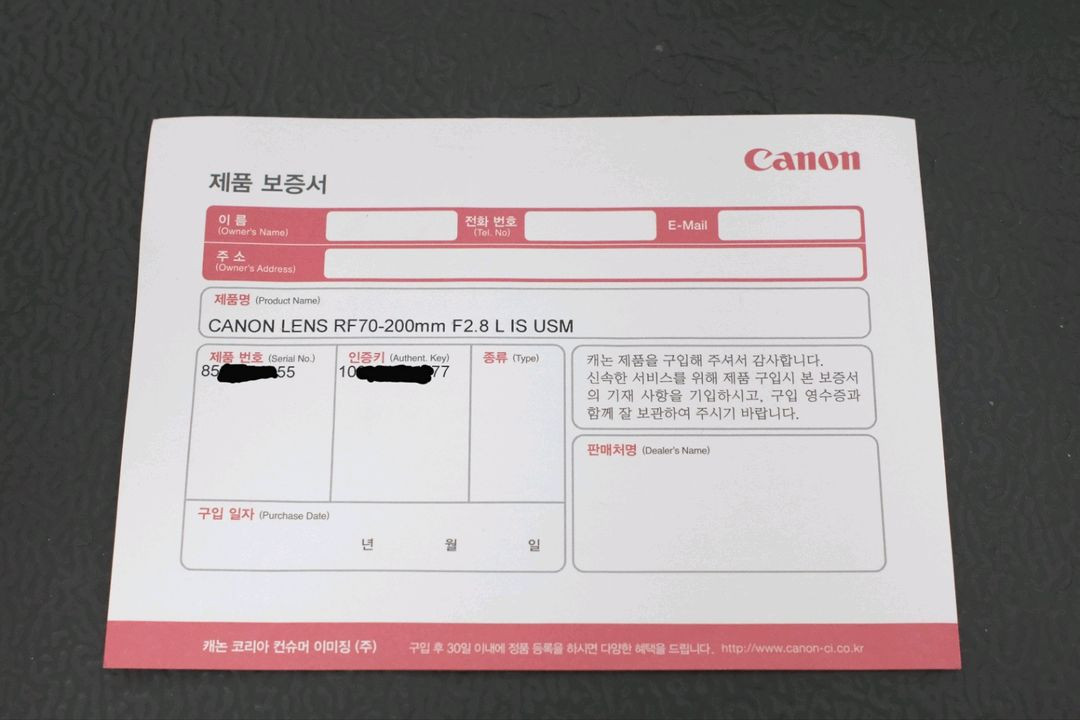 Canon
제품 보증서
이 름 전화 번호 E-Mail
(Owner's Name) (Tel. No)
주 소
(Owner's Address)
제품명 (Product Name)
CANON LENS RF70-200mm F2.8 L IS USM
제품 번호 (Serial No.) 인증키 (Authent. Key) 종류 (Type)
85 55 10 77
캐논 제품을 구입해 주셔서 감사합니다.
신속한 서비스를 위해 제품 구입시 본 보증서
의 기재 사항을 기입하시고, 구입 영수증과
함께 잘 보관하여 주시기 바랍니다.
판매처명 (Dealer's Name)
구입 일자 (Purchase Date)
년 월 일
캐논 코리아 컨슈머 이미징 (주) 구입 후 30일 이내에 정품 등록을 하시면 다양한 혜택을 드립니다. http://www.canon-ci.co.kr